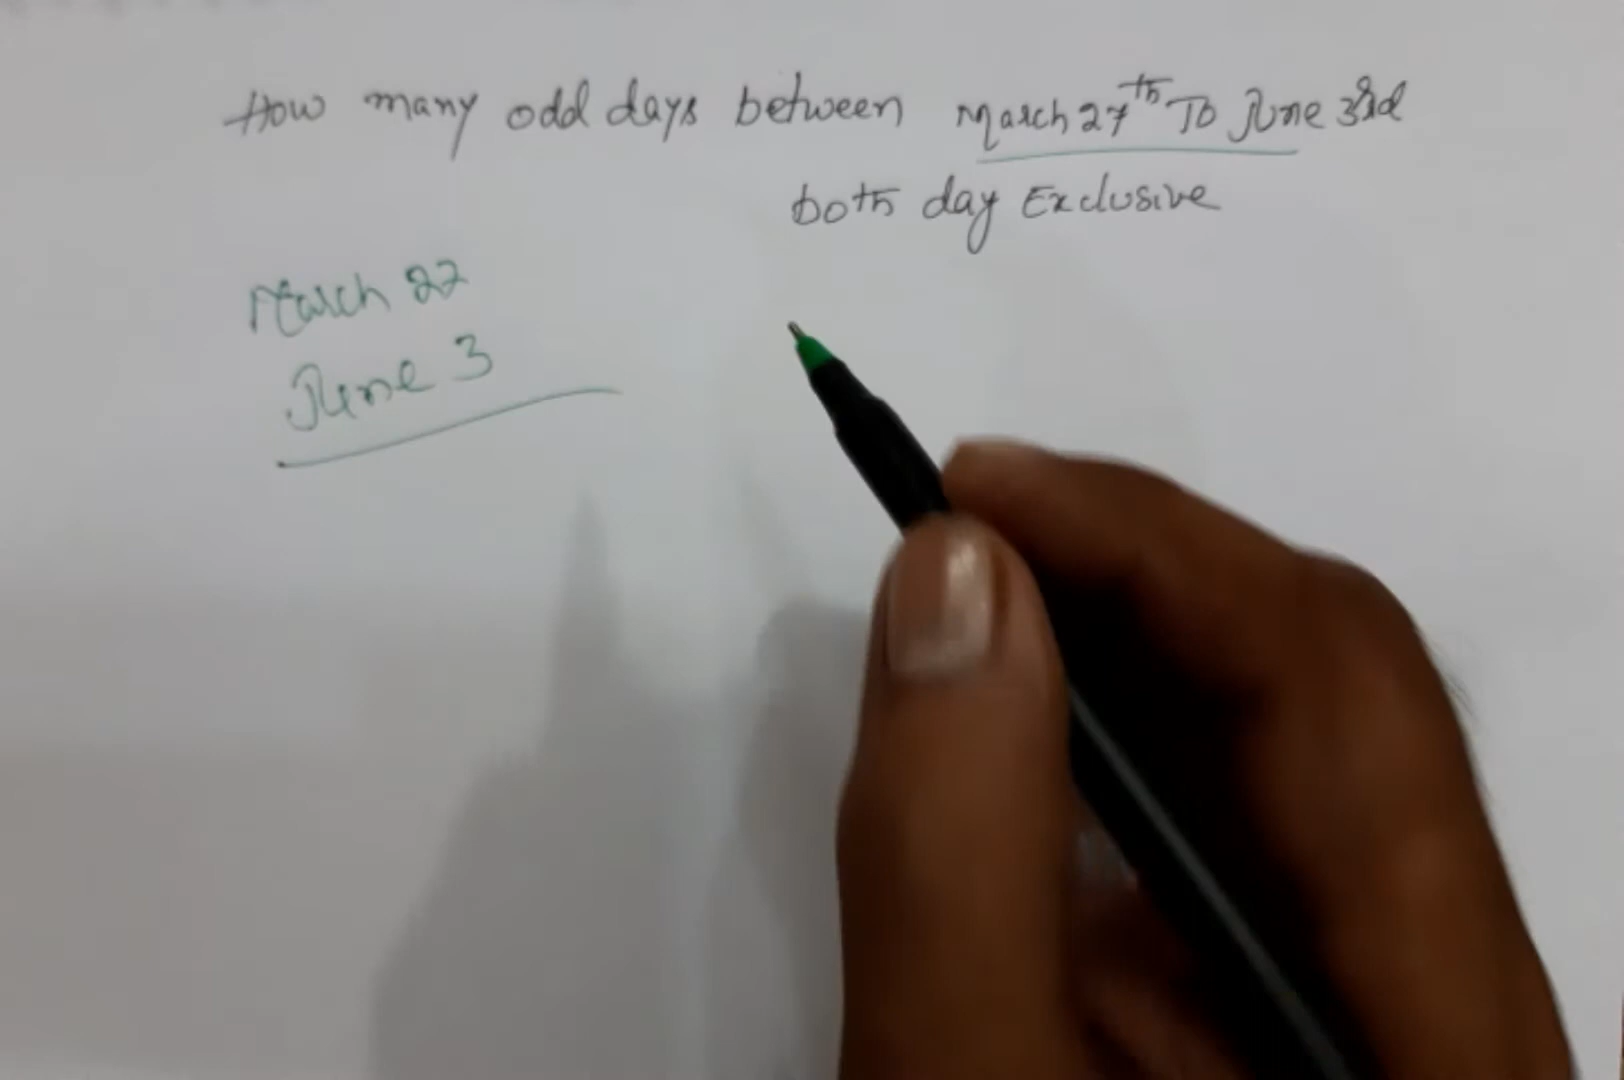 How many odd days between March 27th To June 3rd
both day Exclusive
March 27
June 3